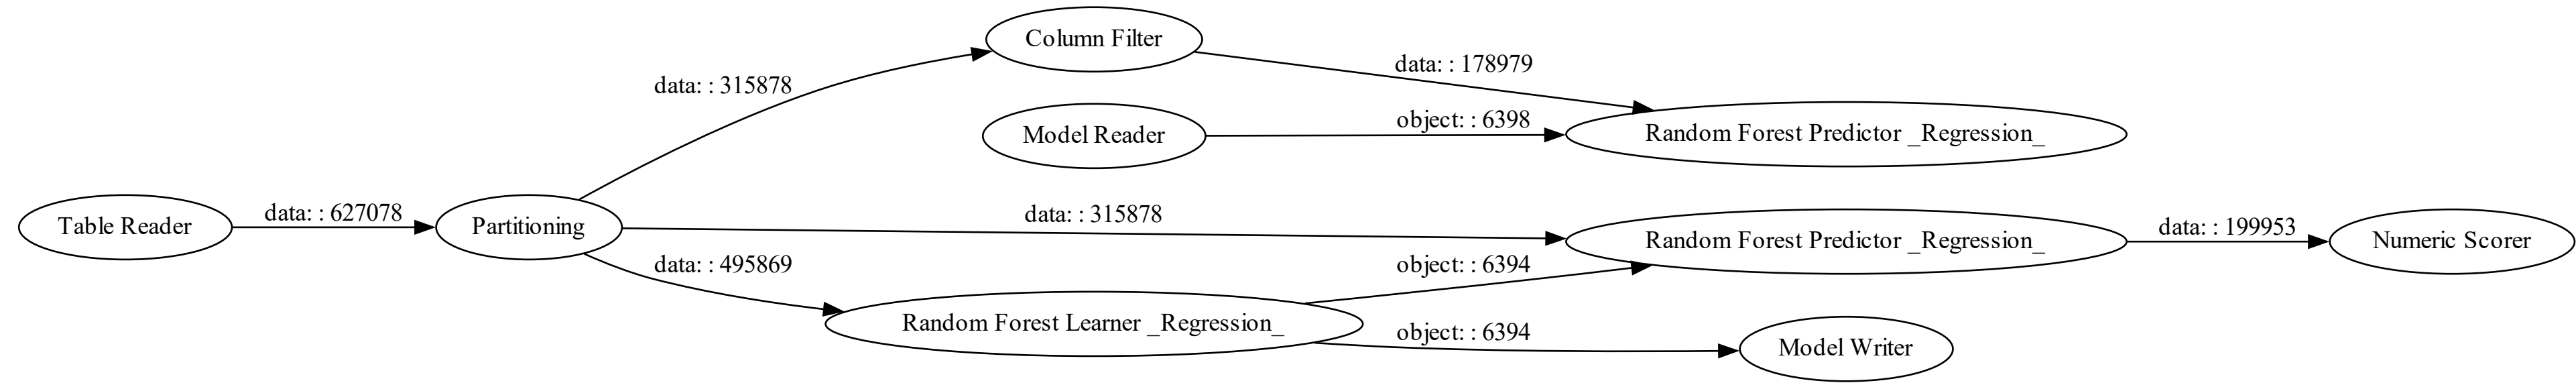 Column Filter
data: : 178979
data: : 315878
Model Reader
object: : 6398
Random Forest Predictor _Regression_
Table Reader
data: : 627078
Partitioning
data: : 315878
Random Forest Predictor _Regression_
data: : 199953
Numeric Scorer
data: : 495869
object: : 6394
Random Forest Learner _Regression_
object: : 6394
Model Writer